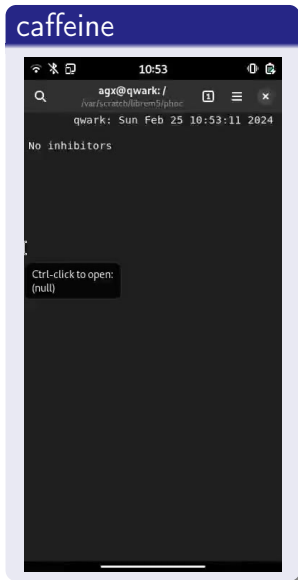 caffeine
10:53
agx@qwark: /
/var/scratch/librem5/phoc
1
qwark: Sun Feb 25 10:53:11 2024
No inhibitors
Ctrl-click to open:
(null)